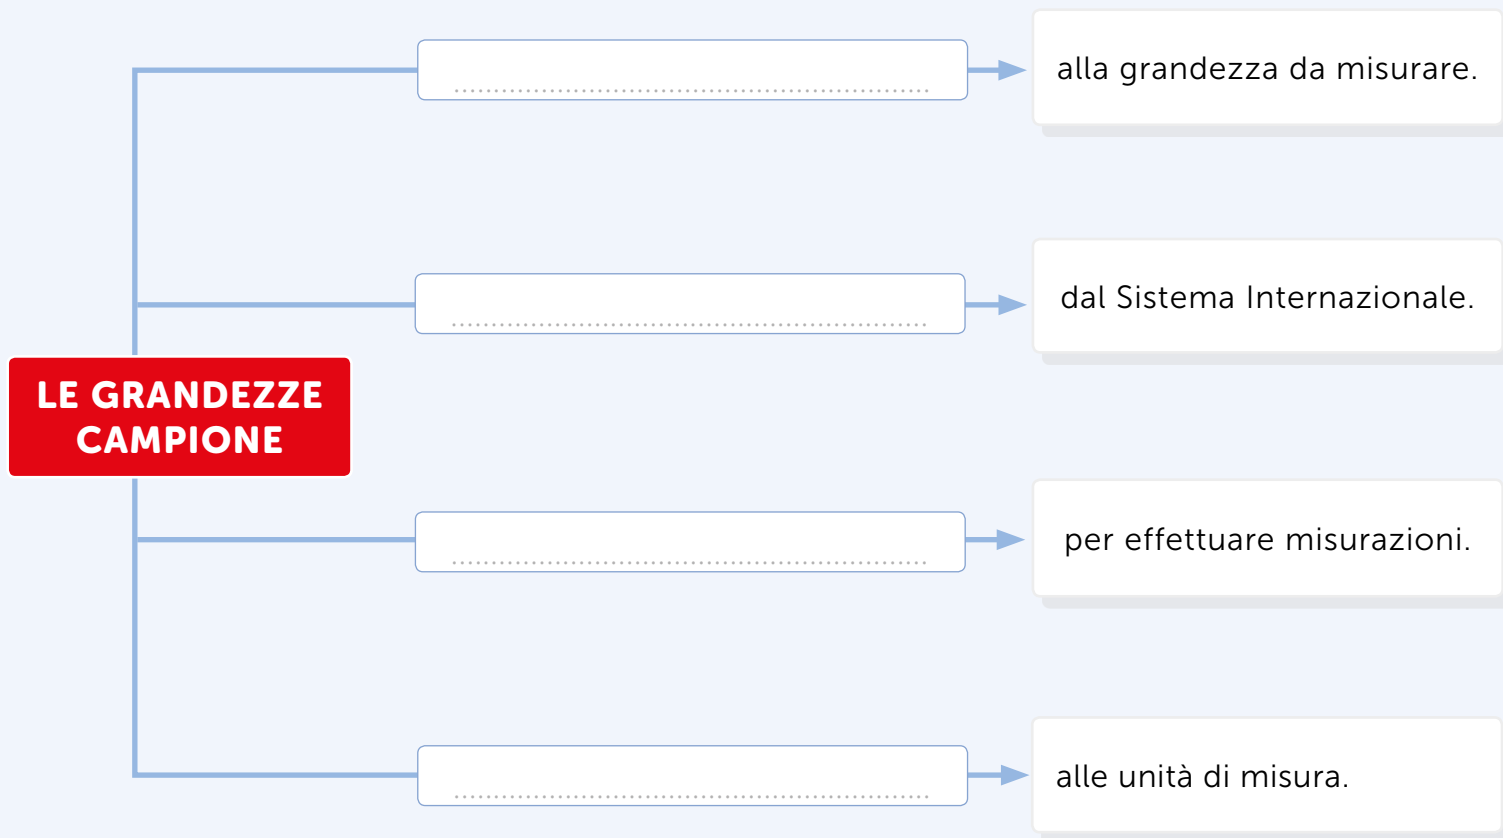 alla grandezza da misurare.
dal Sistema Internazionale.
LE GRANDEZZE
CAMPIONE
per effettuare misurazioni.
alle unità di misura.